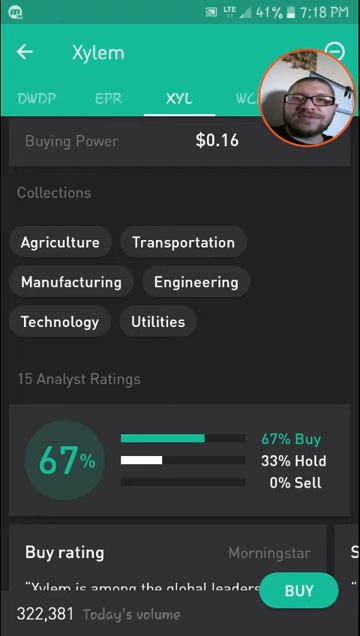 LTE 41% 7:18 PM
Xylem
DWDP EPR XYL
Buying Power $0.16
Collections
Agriculture Transportation
Manufacturing Engineering
Technology Utilities
15 Analyst Ratings
67% 67% Buy
33% Hold
0% Sell
Buy rating Morningstar
"Xylem is among the global leaders
BUY
322,381 Today's volume